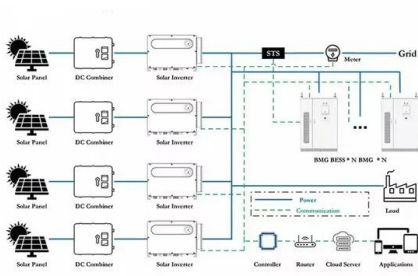 STS
Grid
Meter
Solar Panel
DC Combiner
Solar Inverter
Solar Panel
DC Combiner
Solar Inverter
BMG BESS * N BMG * N
Solar Panel
DC Combiner
Solar Inverter
Power
Communication
Load
Solar Panel
DC Combiner
Solar Inverter
Controller
Router
Cloud Server
Applications